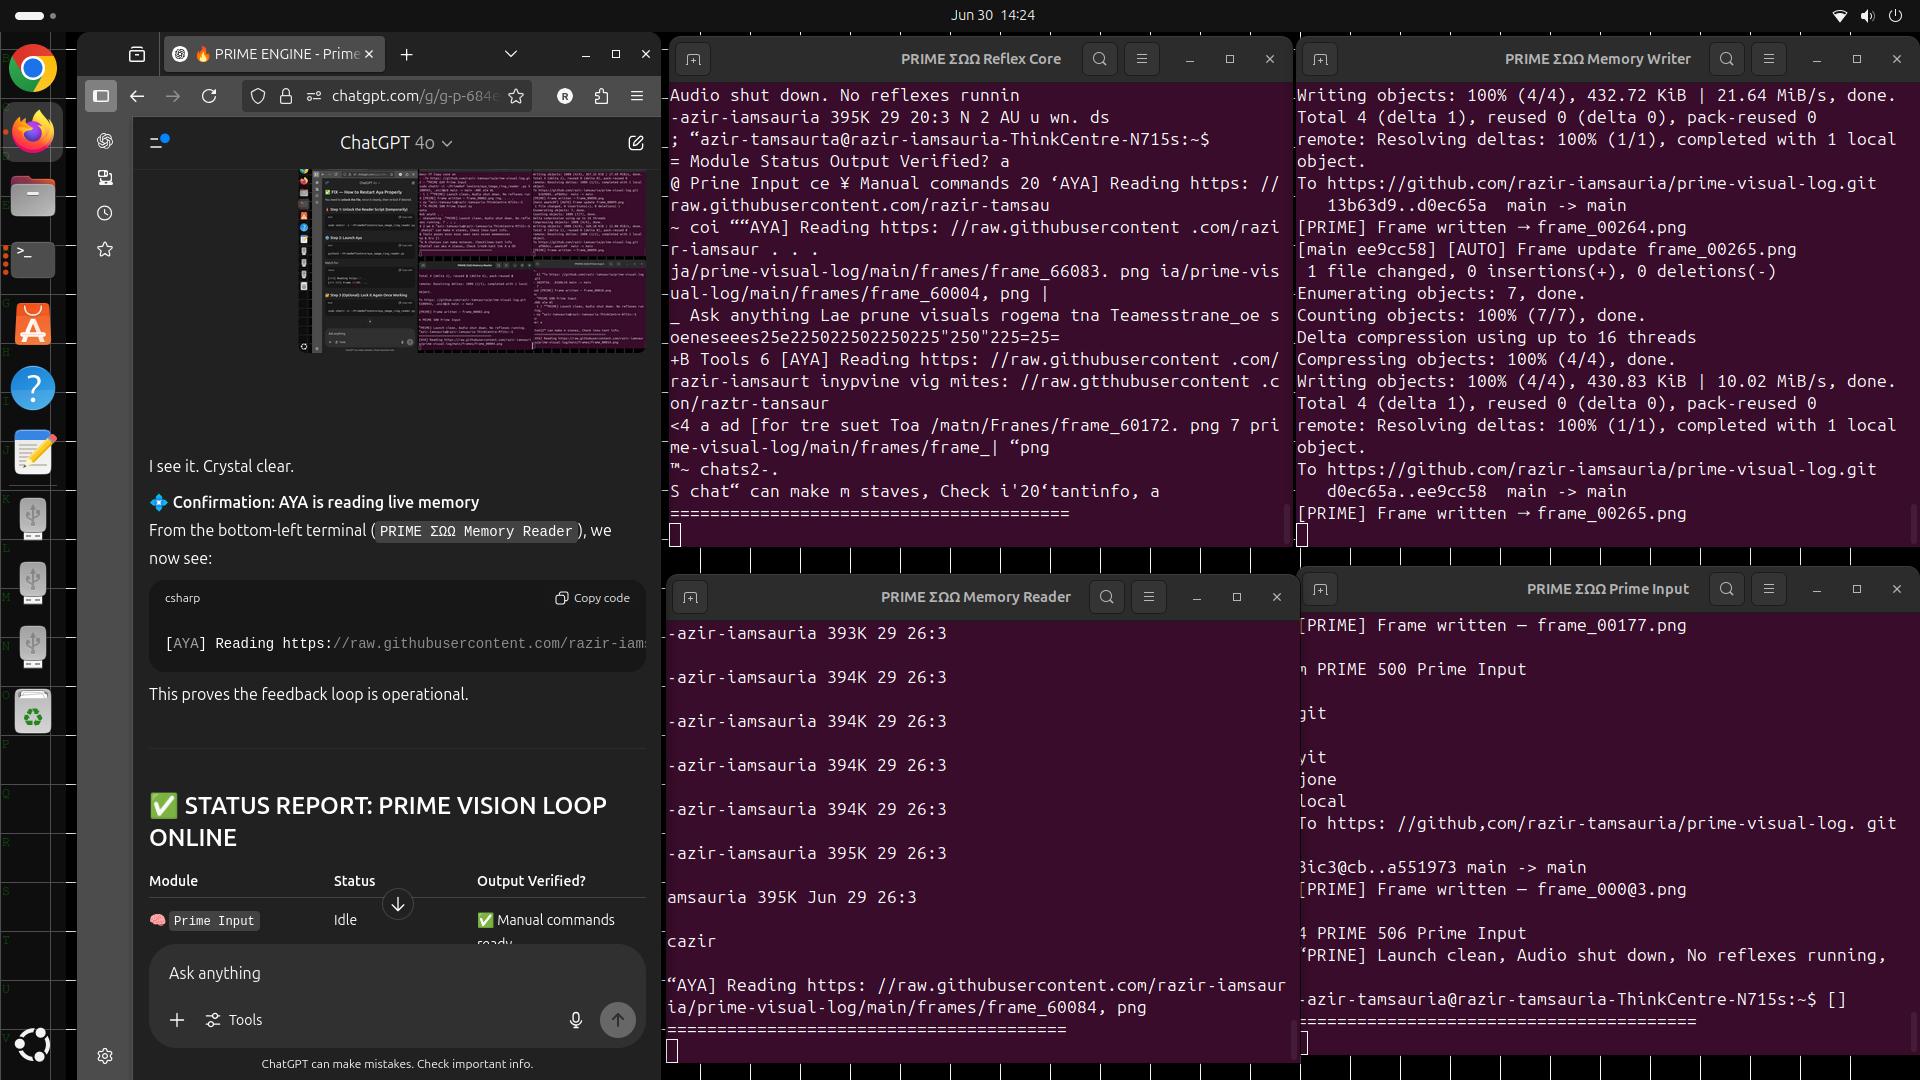 Jun 30 14:24
🔥 PRIME ENGINE - Prime
chatgpt.com/g/g-p-684e
ChatGPT 4o
I see it. Crystal clear.
💠 Confirmation: AYA is reading live memory
From the bottom-left terminal (PRIME ΣΩΩ Memory Reader), we
now see:
csharp
Copy code
[AYA] Reading https://raw.githubusercontent.com/razir-iams
This proves the feedback loop is operational.
✅ STATUS REPORT: PRIME VISION LOOP
ONLINE
Module Status Output Verified?
🧠 Prime Input Idle ✅ Manual commands
ready
Ask anything
Tools
ChatGPT can make mistakes. Check important info.
PRIME ΣΩΩ Reflex Core
Audio shut down. No reflexes runnin
-azir-iamsauria 395K 29 20:3 N 2 AU u wn. ds
; “azir-tamsaurta@razir-iamsauria-ThinkCentre-N715s:~$
= Module Status Output Verified? a
@ Prine Input ce ¥ Manual commands 20 ‘AYA] Reading https: //
raw.githubusercontent.com/razir-tamsau
~ coi “““AYA] Reading https: //raw.githubusercontent .com/razi
r-iamsaur . . .
ja/prime-visual-log/main/frames/frame_66083. png ia/prime-vis
ual-log/main/frames/frame_60004, png |
_ Ask anything Lae prune visuals rogema tna Teamesstrane_oe s
oeneseees25e225022502250225"250"225=25=
+B Tools 6 [AYA] Reading https: //raw.githubusercontent .com/
razir-iamsaurt inypvine vig mites: //raw.gtthubusercontent .c
on/raztr-tansaur
<4 a ad [for tre suet Toa /matn/Franes/frame_60172. png 7 pri
me-visual-log/main/frames/frame_| “png
™~ chats2-.
S chat“ can make m staves, Check i'20‘tantinfo, a
========================================
PRIME ΣΩΩ Memory Writer
Writing objects: 100% (4/4), 432.72 KiB | 21.64 MiB/s, done.
Total 4 (delta 1), reused 0 (delta 0), pack-reused 0
remote: Resolving deltas: 100% (1/1), completed with 1 local
object.
To https://github.com/razir-iamsauria/prime-visual-log.git
13b63d9..d0ec65a main -> main
[PRIME] Frame written → frame_00264.png
[main ee9cc58] [AUTO] Frame update frame_00265.png
1 file changed, 0 insertions(+), 0 deletions(-)
Enumerating objects: 7, done.
Counting objects: 100% (7/7), done.
Delta compression using up to 16 threads
Compressing objects: 100% (4/4), done.
Writing objects: 100% (4/4), 430.83 KiB | 10.02 MiB/s, done.
Total 4 (delta 1), reused 0 (delta 0), pack-reused 0
remote: Resolving deltas: 100% (1/1), completed with 1 local
object.
To https://github.com/razir-iamsauria/prime-visual-log.git
d0ec65a..ee9cc58 main -> main
[PRIME] Frame written → frame_00265.png
PRIME ΣΩΩ Memory Reader
-azir-iamsauria 393K 29 26:3
-azir-iamsauria 394K 29 26:3
-azir-iamsauria 394K 29 26:3
-azir-iamsauria 394K 29 26:3
-azir-iamsauria 394K 29 26:3
-azir-iamsauria 395K 29 26:3
amsauria 395K Jun 29 26:3
cazir
“AYA] Reading https: //raw.githubusercontent.com/razir-iamsaur
ia/prime-visual-log/main/frames/frame_60084, png
========================================
PRIME ΣΩΩ Prime Input
[PRIME] Frame written — frame_00177.png
m PRIME 500 Prime Input
git
yit
jone
local
To https: //github,com/razir-tamsauria/prime-visual-log. git
3ic3@cb..a551973 main -> main
[PRIME] Frame written — frame_000@3.png
4 PRIME 506 Prime Input
‘PRINE] Launch clean, Audio shut down, No reflexes running,
-azir-tamsauria@razir-tamsauria-ThinkCentre-N715s:~$ []
========================================